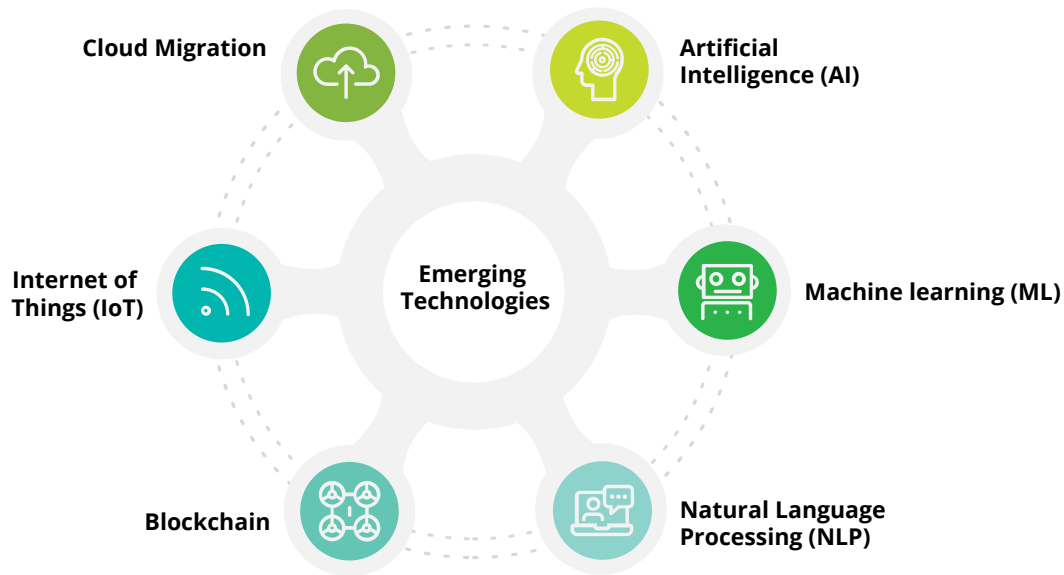 Cloud Migration
Artificial
Intelligence (AI)
Internet of
Things (IoT)
Emerging
Technologies
Machine learning (ML)
Blockchain
Natural Language
Processing (NLP)